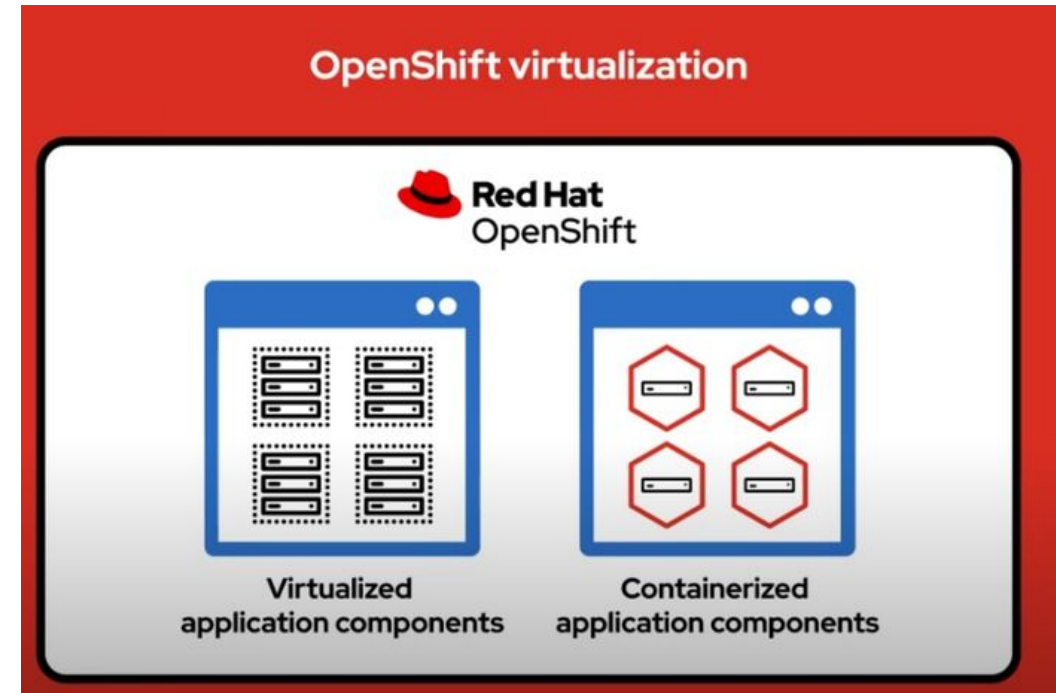 OpenShift virtualization
Red Hat
OpenShift
Virtualized
application components
Containerized
application components